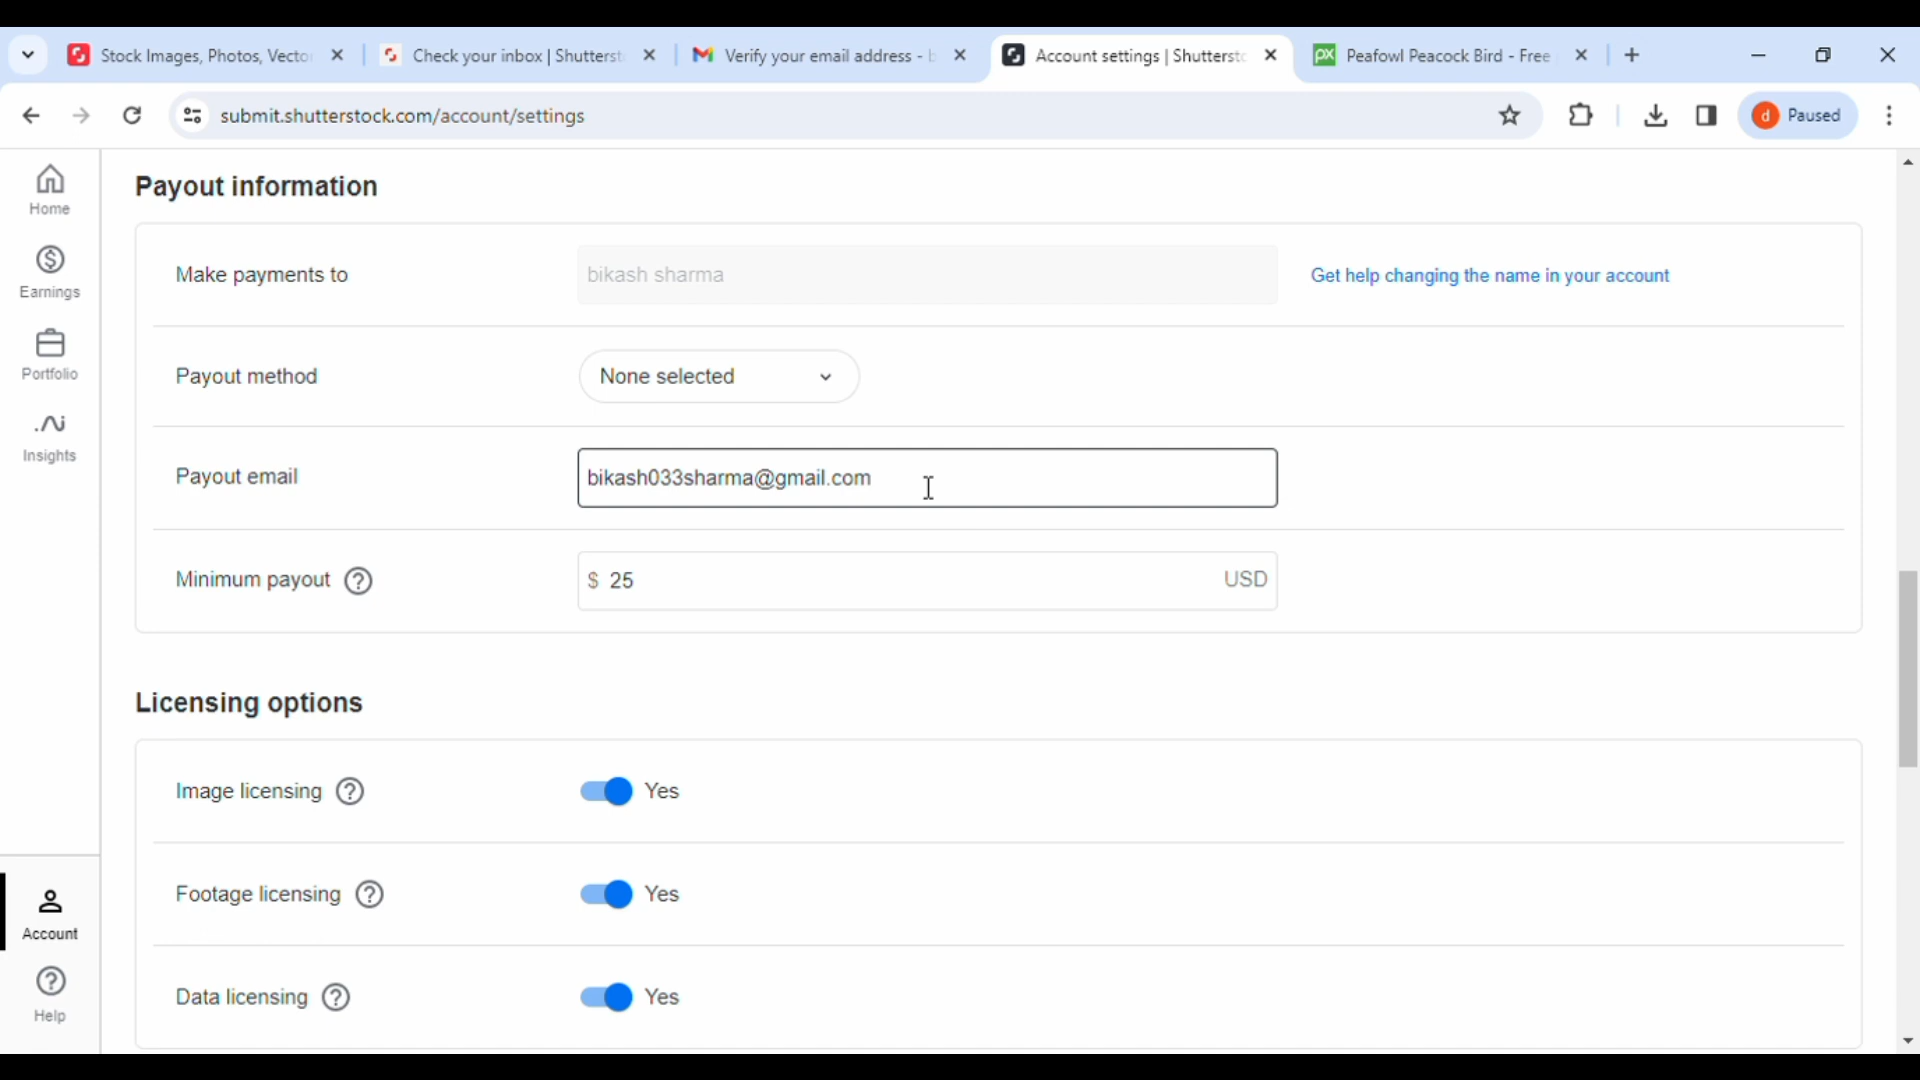 Stock Images, Photos, Vecto
Check your inbox | Shutterst
Verify your email address - b
Account settings | Shuttersto
Peafowl Peacock Bird - Free
submit.shutterstock.com/account/settings
d Paused
Home
Earnings
Portfolio
Insights
Account
Help
Payout information
Make payments to
bikash sharma
Get help changing the name in your account
Payout method
None selected
Payout email
bikash033sharma@gmail.com
Minimum payout ?
$ 25 USD
Licensing options
Image licensing ? Yes
Footage licensing ? Yes
Data licensing ? Yes